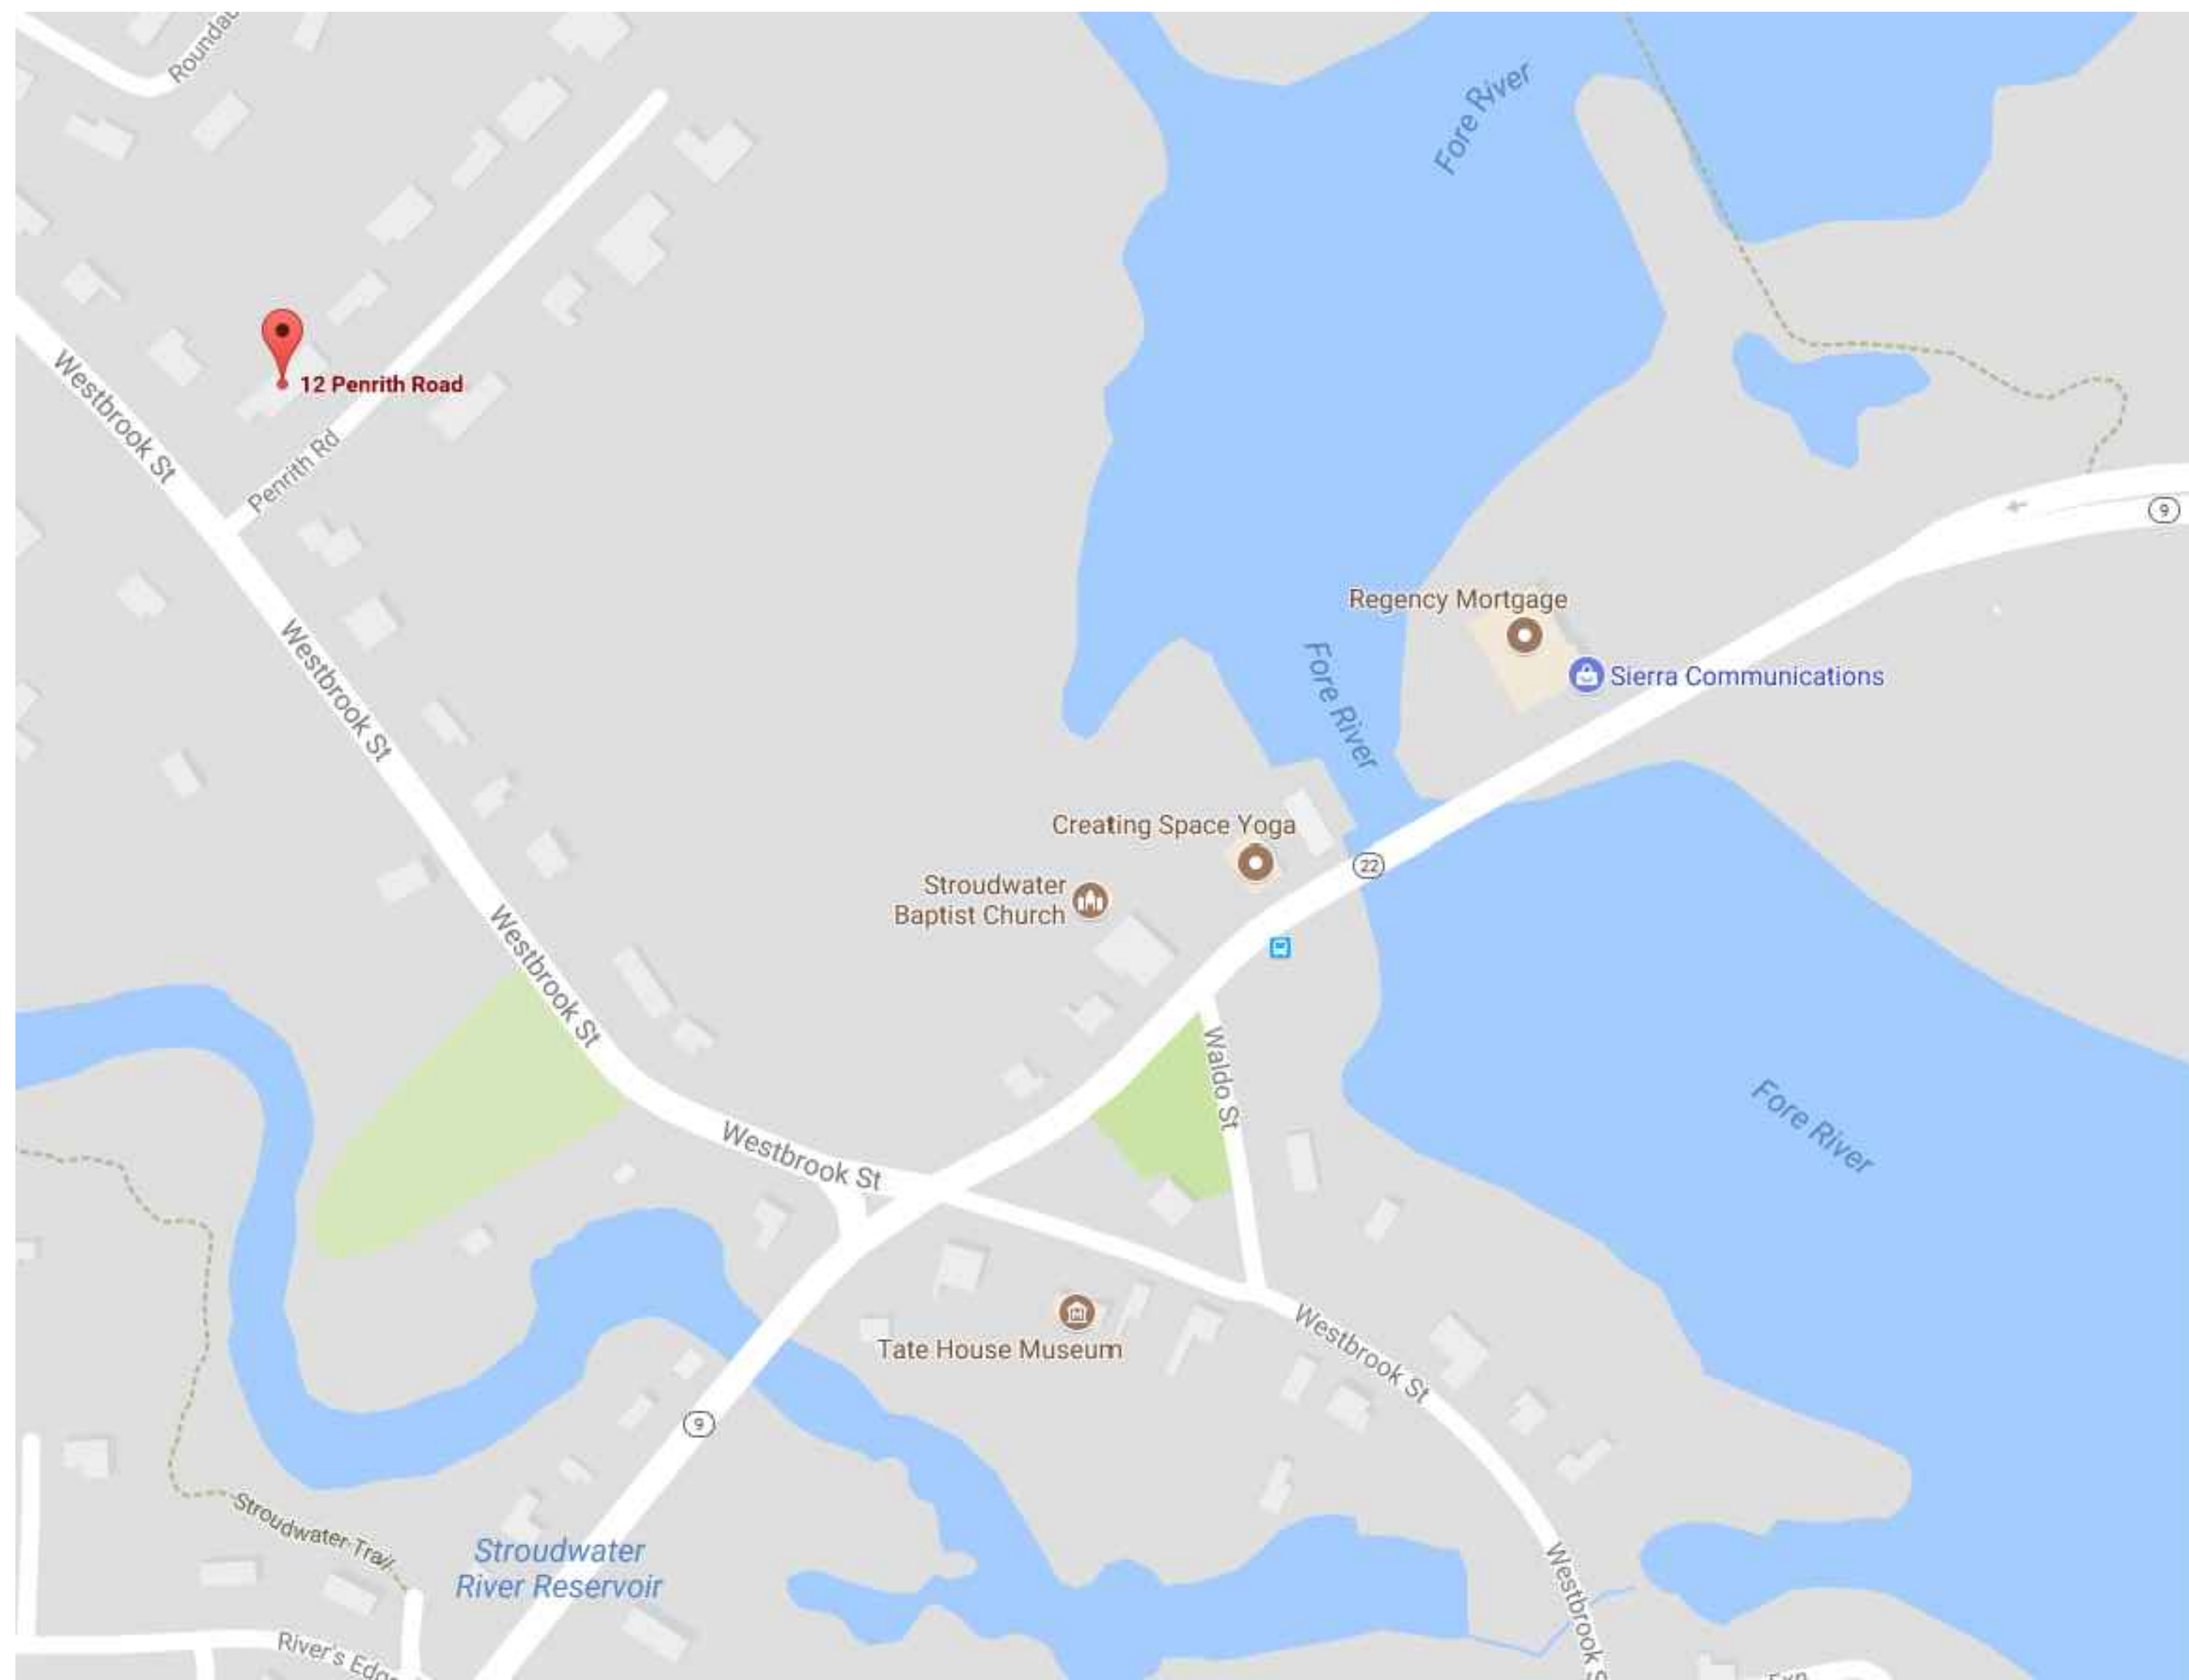 Roundab
Fore River
Westbrook St
12 Penrith Road
Penrith Rd
9
Regency Mortgage
Sierra Communications
Westbrook St
Fore River
Creating Space Yoga
22
Stroudwater
Baptist Church
Westbrook St
Waldo St
Fore River
Westbrook St
Tate House Museum
Westbrook St
9
Stroudwater Trail
Stroudwater
River Reservoir
Westbrook S
River's Edge